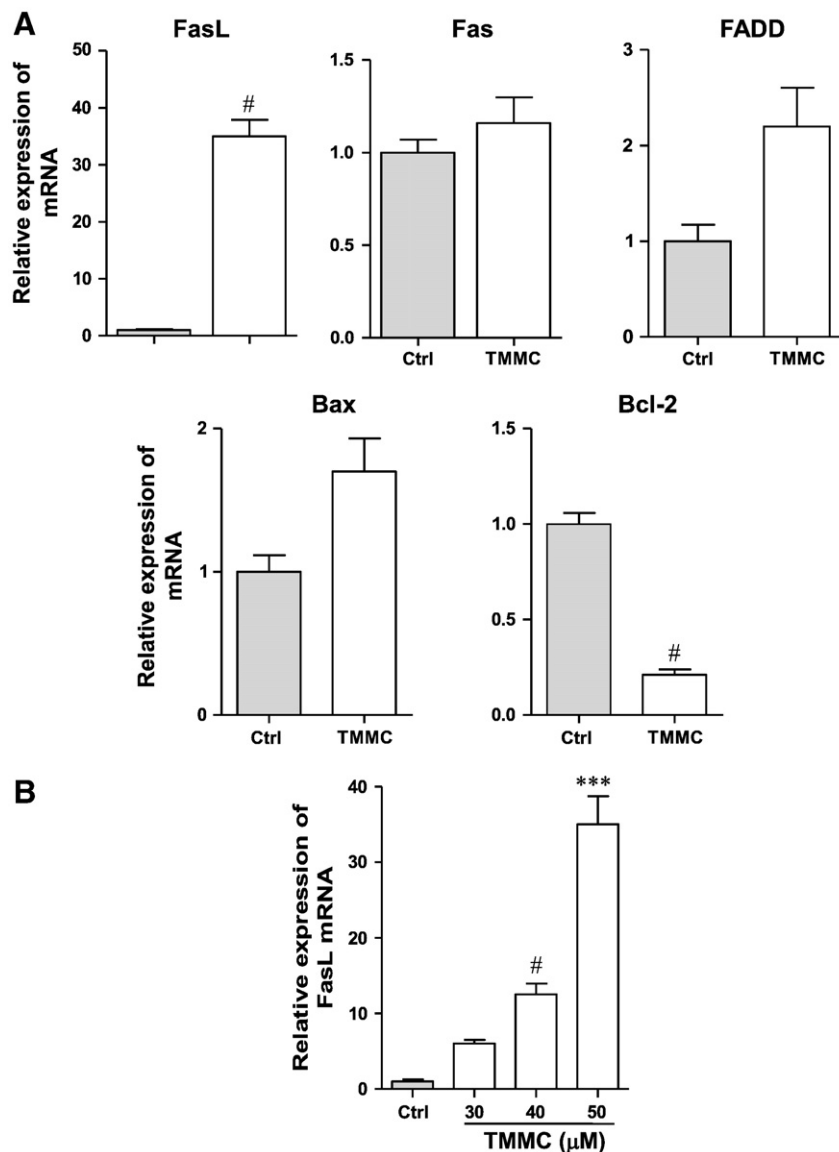 A
FasL
Fas
FADD
Relative expression of
mRNA
50
40
30
20
10
0
#
1.5
1.0
0.5
0.0
Ctrl
TMMC
3
2
1
0
Ctrl
TMMC
Bax
Bcl-2
Relative expression of
mRNA
2
1
0
Ctrl
TMMC
1.5
1.0
0.5
0.0
#
Ctrl
TMMC
B
Relative expression of
FasL mRNA
40
30
20
10
0
#
***
Ctrl
30
40
50
TMMC (μM)